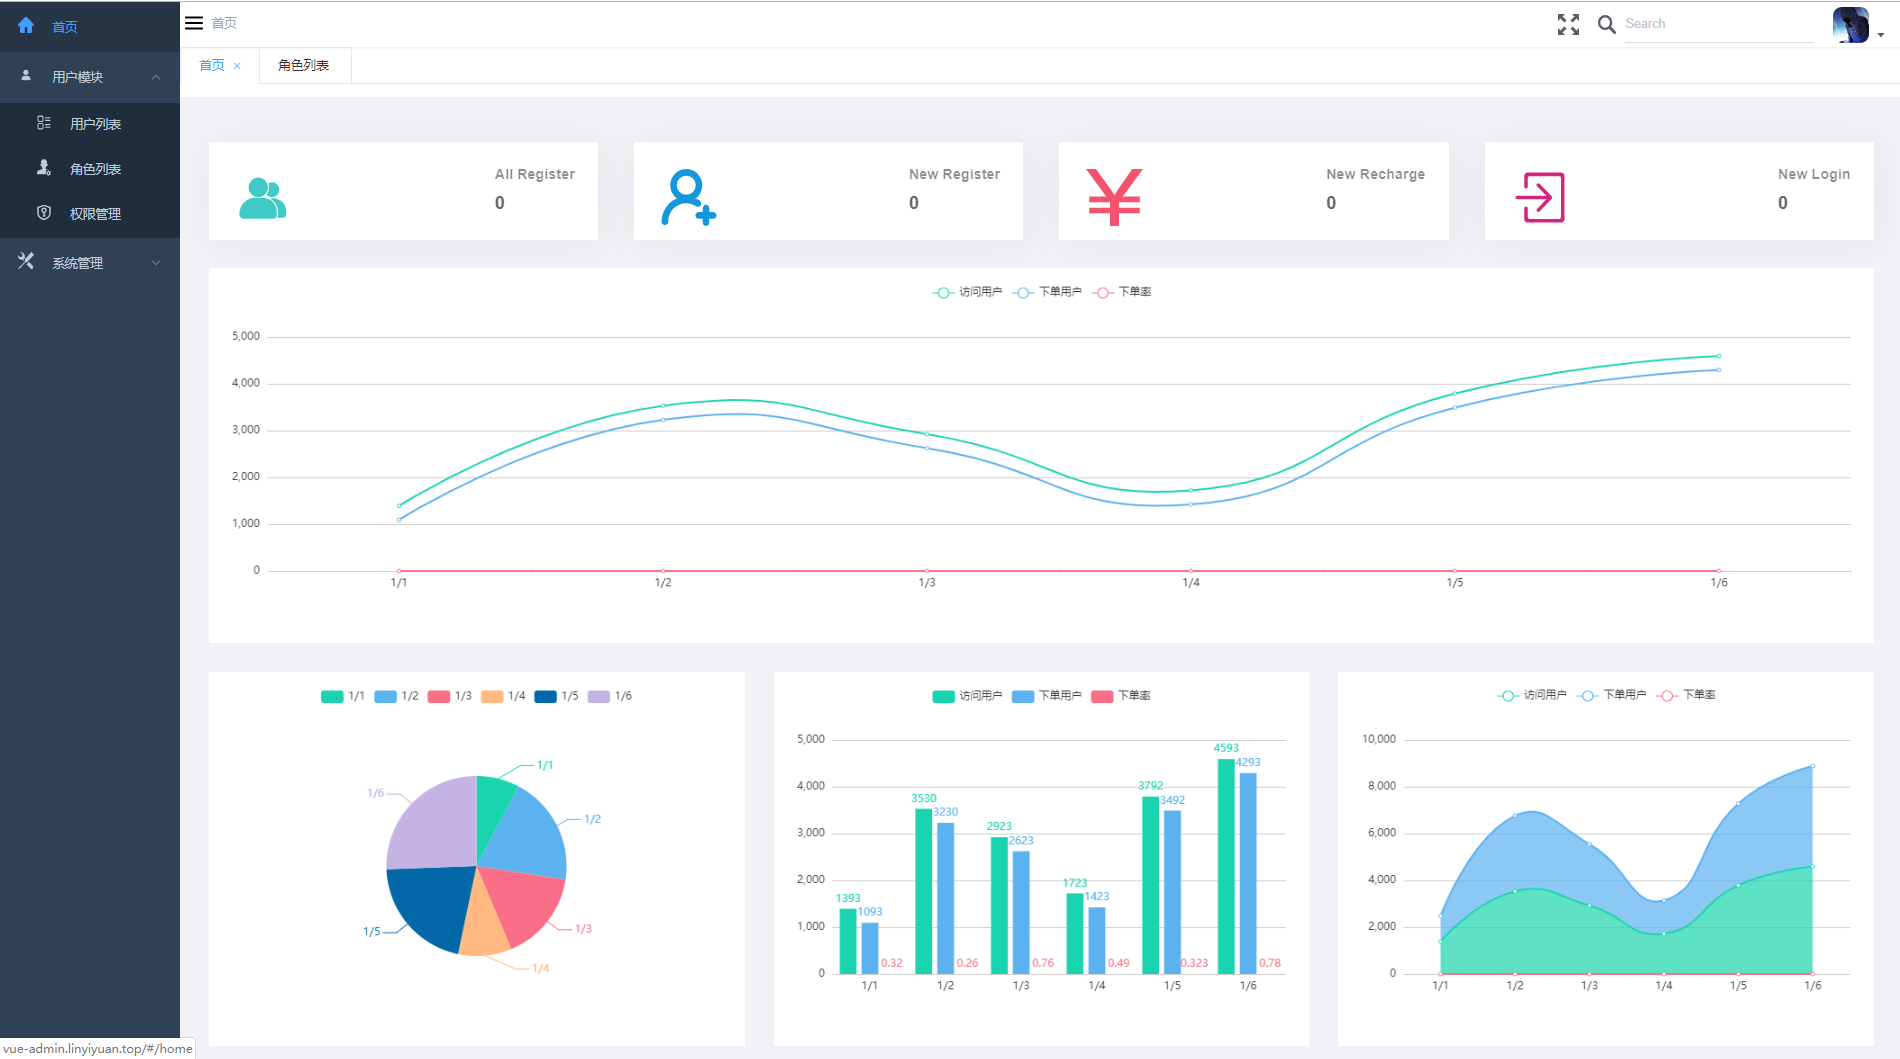 首页
用户模块
用户列表
角色列表
权限管理
系统管理
首页
Search
首页 ×
角色列表
All Register
0
New Register
0
New Recharge
0
New Login
0
访问用户 下单用户 下单率
5,000
4,000
3,000
2,000
1,000
0
1/1 1/2 1/3 1/4 1/5 1/6
1/1 1/2 1/3 1/4 1/5 1/6
1/1
1/6
1/2
1/3
1/5
1/4
访问用户 下单用户 下单率
5,000
4,000
3,000
2,000
1,000
0
1393 1093 0.32
3530 3230 0.26
2923 2623 0.76
1723 1423 0.49
3792 3492 0.323
4593 4293 0.78
1/1 1/2 1/3 1/4 1/5 1/6
访问用户 下单用户 下单率
10,000
8,000
6,000
4,000
2,000
0
1/1 1/2 1/3 1/4 1/5 1/6
vue-admin.linyiyuan.top/#/home